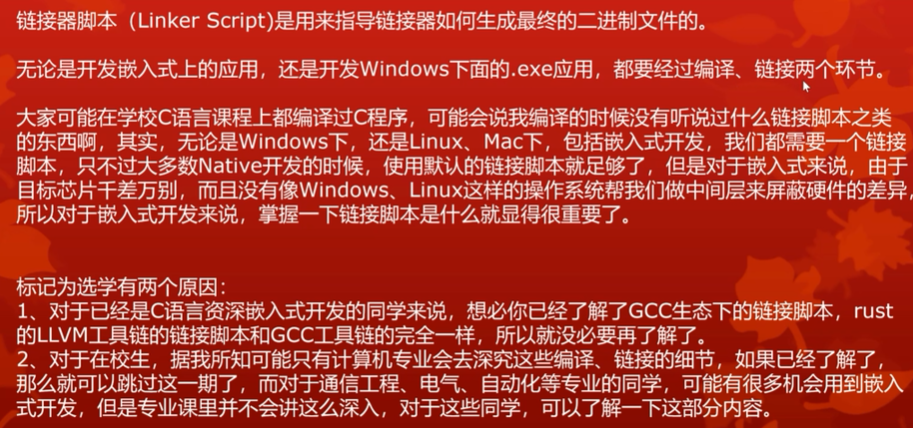 链接器脚本（Linker Script)是用来指导链接器如何生成最终的二进制文件的。
无论是开发嵌入式上的应用，还是开发Windows下面的.exe应用，都要经过编译、链接两个环节。
大家可能在学校C语言课程上都编译过C程序，可能会说我编译的时候没有听说过什么链接脚本之类
的东西啊，其实，无论是Windows下，还是Linux、Mac下，包括嵌入式开发，我们都需要一个链接
脚本，只不过大多数Native开发的时候，使用默认的链接脚本就足够了，但是对于嵌入式来说，由于
目标芯片千差万别，而且没有像Windows、Linux这样的操作系统帮我们做中间层来屏蔽硬件的差异，
所以对于嵌入式开发来说，掌握一下链接脚本是什么就显得很重要了。
标记为选学有两个原因：
1、对于已经是C语言资深嵌入式开发的同学来说，想必你已经了解了GCC生态下的链接脚本，rust
的LLVM工具链的链接脚本和GCC工具链的完全一样，所以就没必要再了解了。
2、对于在校生，据我所知可能只有计算机专业会去深究这些编译、链接的细节，如果已经了解了，
那么就可以跳过这一期了，而对于通信工程、电气、自动化等专业的同学，可能有很多机会用到嵌入
式开发，但是专业课里并不会讲这么深入，对于这些同学，可以了解一下这部分内容。